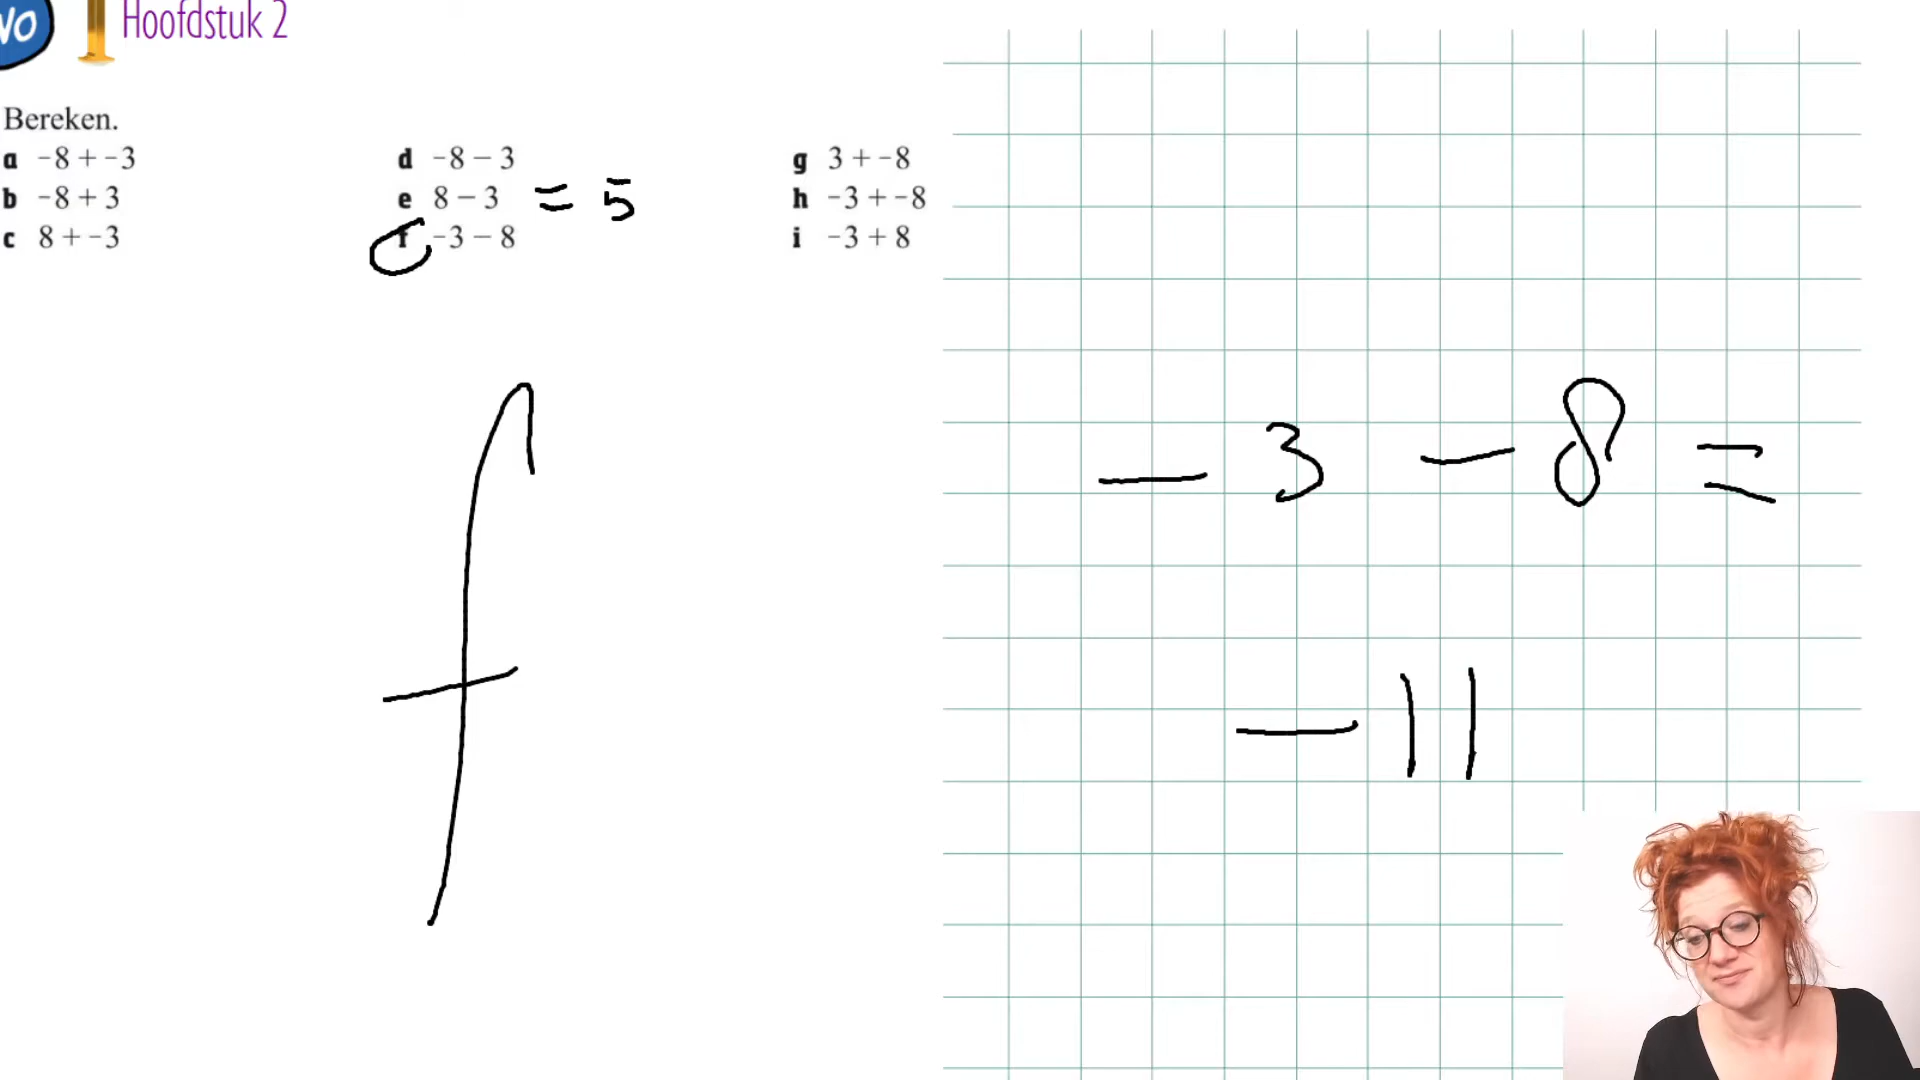 NO Hoofdstuk 2
Bereken.
a -8 + -3
b -8 + 3
c 8 + -3
d -8 − 3
e 8 − 3 = 5
f -3 − 8
g 3 + -8
h -3 + -8
i -3 + 8
f
− 3 − 8 =
− 11